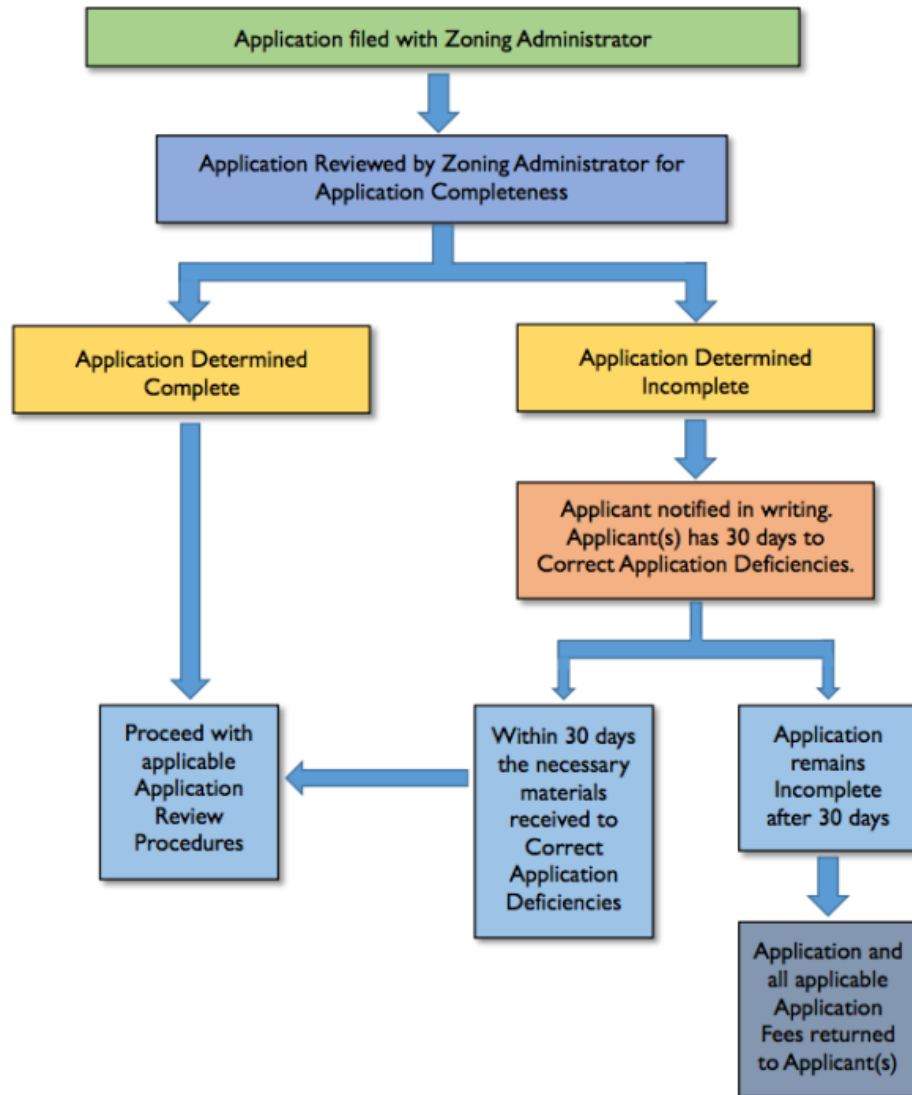 Application filed with Zoning Administrator
Application Reviewed by Zoning Administrator for
Application Completeness
Application Determined
Complete
Application Determined
Incomplete
Applicant notified in writing.
Applicant(s) has 30 days to
Correct Application Deficiencies.
Proceed with
applicable
Application
Review
Procedures
Within 30 days
the necessary
materials
received to
Correct
Application
Deficiencies
Application
remains
Incomplete
after 30 days
Application and
all applicable
Application
Fees returned
to Applicant(s)